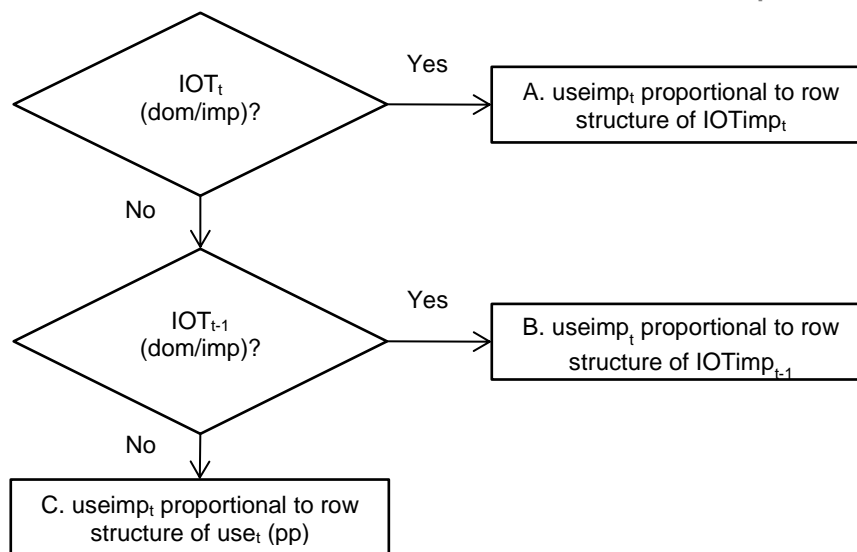 IOTₜ
(dom/imp)?
Yes
A. useimpₜ proportional to row
structure of IOTimpₜ
No
IOTₜ₋₁
(dom/imp)?
Yes
B. useimpₜ proportional to row
structure of IOTimpₜ₋₁
No
C. useimpₜ proportional to row
structure of useₜ (pp)